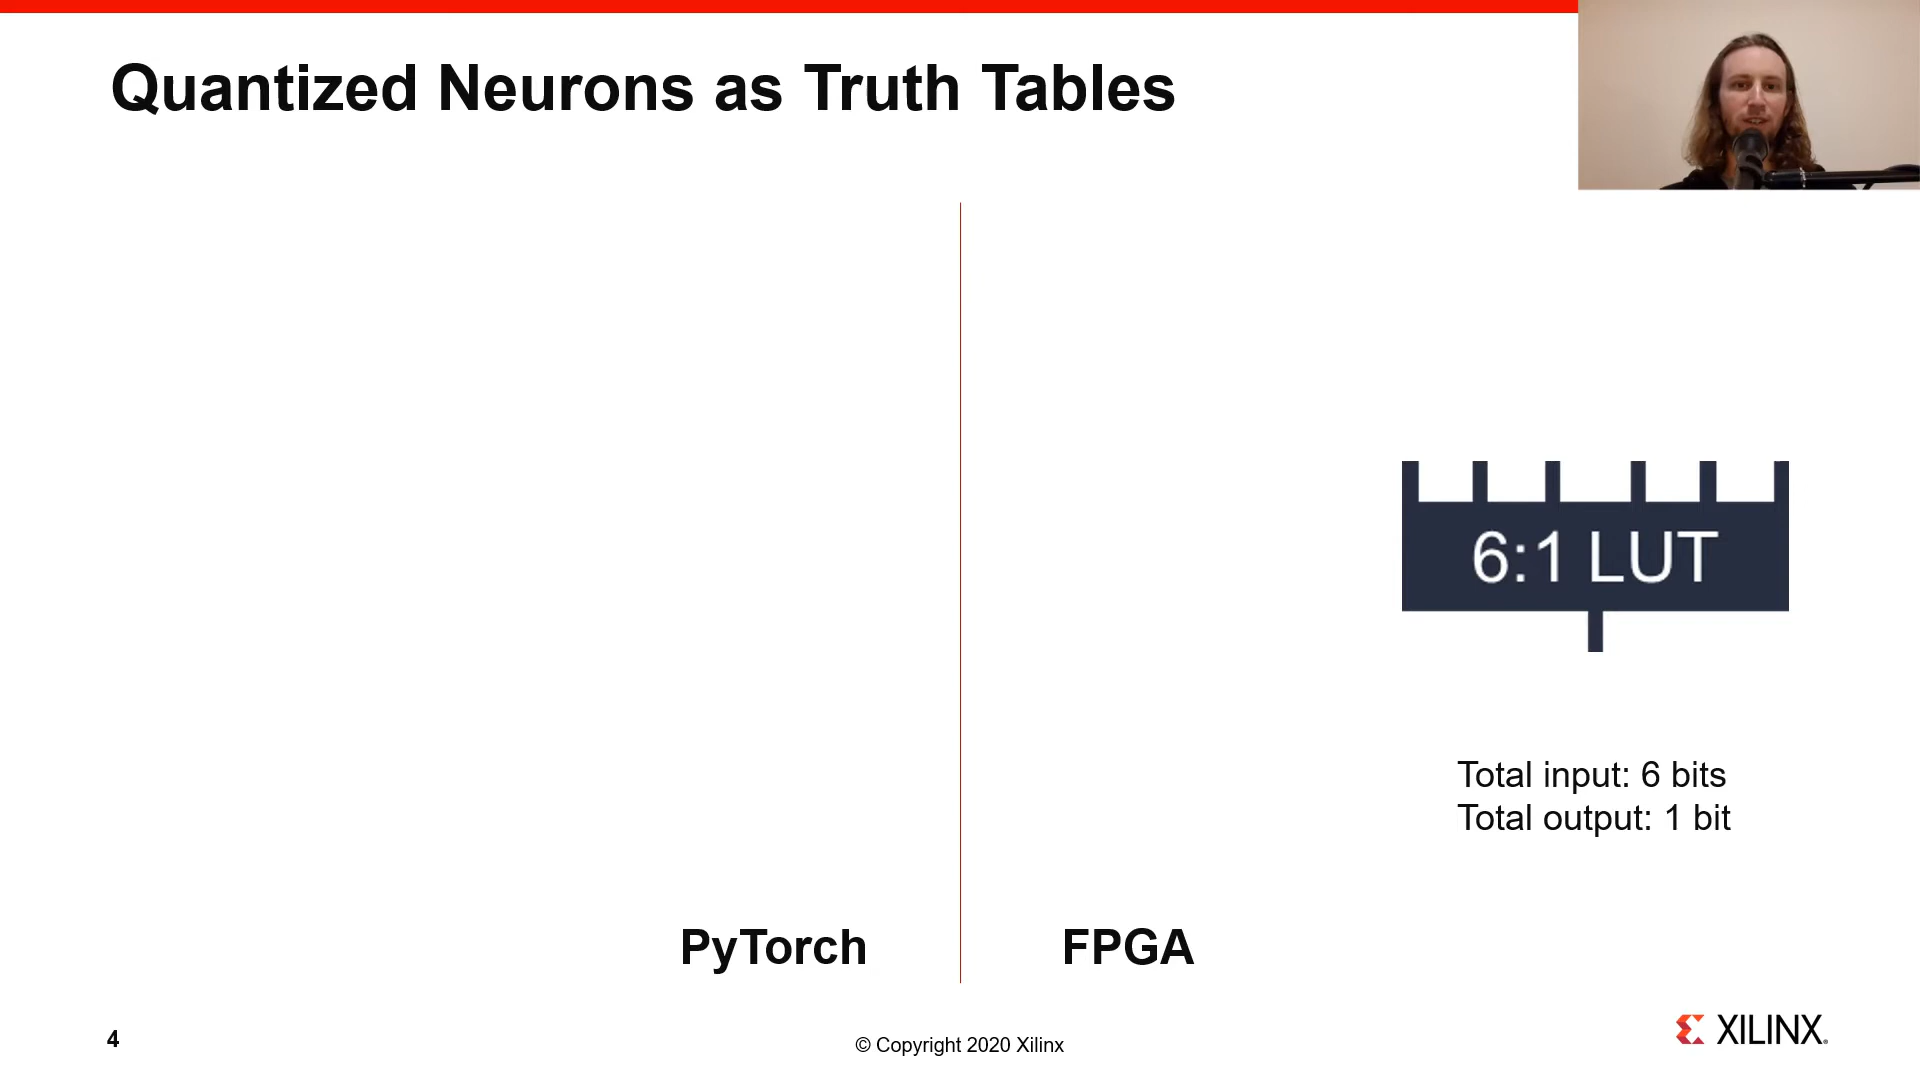 Quantized Neurons as Truth Tables
6:1 LUT
Total input: 6 bits
Total output: 1 bit
PyTorch
FPGA
4
© Copyright 2020 Xilinx
XILINX®